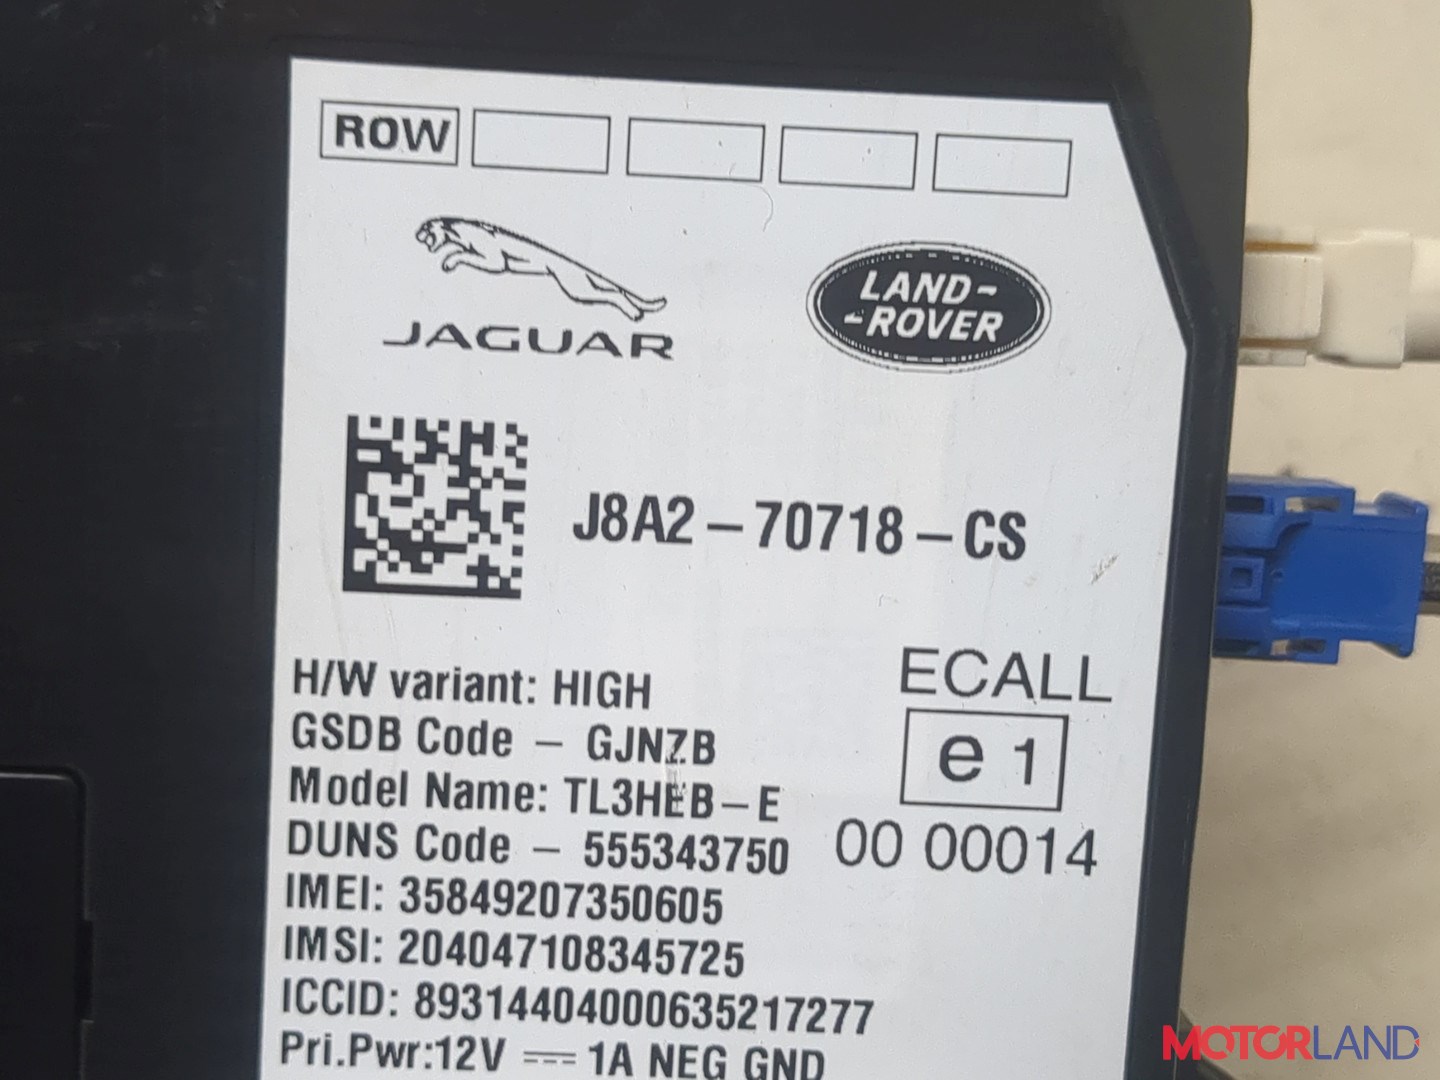 ROW
JAGUAR
LAND-
-ROVER
J8A2-70718-CS
H/W variant: HIGH
GSDB Code - GJNZB
Model Name: TL3HEB-E
DUNS Code - 555343750
IMEI: 35849207350605
IMSI: 204047108345725
ICCID: 89314404000635217277
Pri.Pwr:12V ⎓ 1A NEG GND
ECALL
e1
00 00014
MOTORLAND